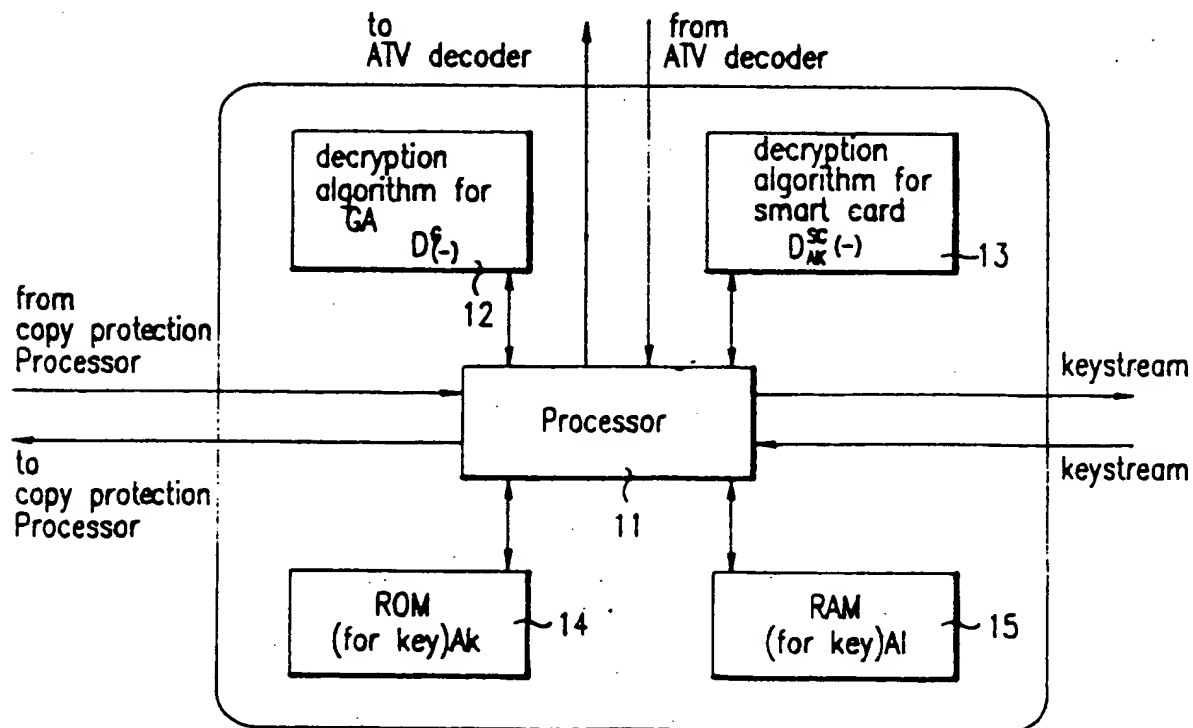 to
ATV decoder
from
ATV decoder
decryption
algorithm for
GA
D
(-)
12
decryption
algorithm for
smart card
D SC AK (-)
13
from
copy protection
Processor
to
copy protection
Processor
Processor
11
keystream
keystream
ROM
(for key)Ak
14
RAM
(for key)Al
15